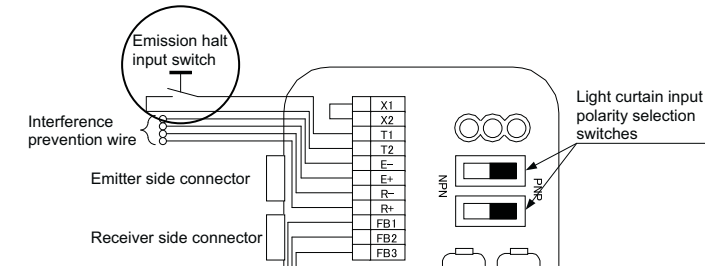 Emission halt
input switch
Interference
prevention wire
Emitter side connector
Receiver side connector
X1
X2
T1
T2
E−
E+
R−
R+
FB1
FB2
FB3
NPN
PNP
Light curtain input
polarity selection
switches